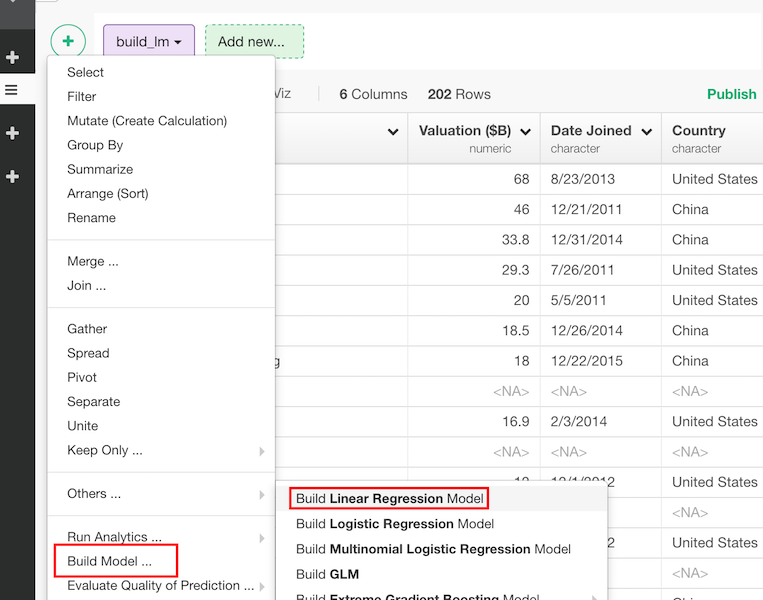 build_lm Add new...
Select
Filter
Mutate (Create Calculation)
Group By
Summarize
Arrange (Sort)
Rename
Merge ...
Join ...
Gather
Spread
Pivot
Separate
Unite
Keep Only ...
Others ...
Run Analytics ...
Build Model ...
Evaluate Quality of Prediction ...
Viz 6 Columns 202 Rows Publish
Valuation ($B) Date Joined Country
numeric character character
68 8/23/2013 United States
46 12/21/2011 China
33.8 12/31/2014 China
29.3 7/26/2011 United States
20 5/5/2011 United States
18.5 12/26/2014 China
g 18 12/22/2015 China
<NA> <NA> <NA>
16.9 2/3/2014 United States
<NA> <NA> <NA>
United States
<NA>
2 United States
<NA>
Build Linear Regression Model
Build Logistic Regression Model
Build Multinomial Logistic Regression Model
Build GLM
Build Extreme Gradient Boosting Model